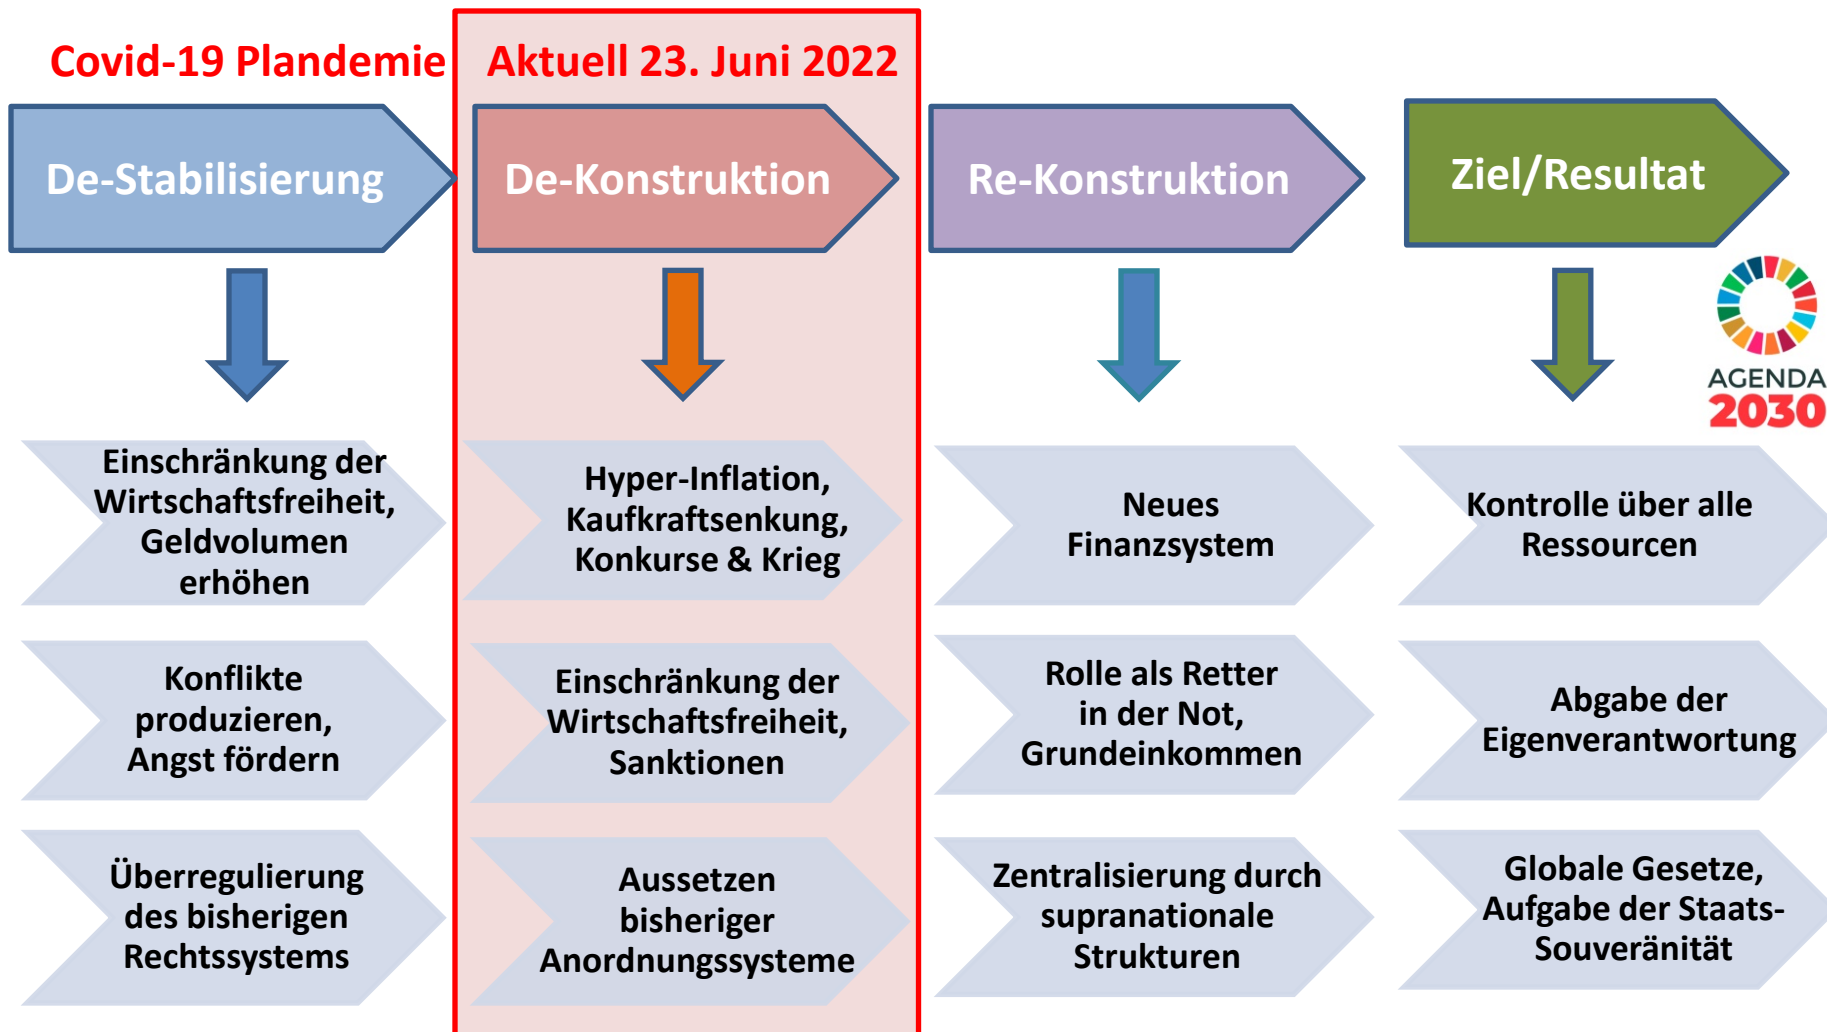 Covid-19 Plandemie
Aktuell 23. Juni 2022
De-Stabilisierung
De-Konstruktion
Re-Konstruktion
Ziel/Resultat
AGENDA
2030
Einschränkung der
Wirtschaftsfreiheit,
Geldvolumen
erhöhen
Hyper-Inflation,
Kaufkraftsenkung,
Konkurse & Krieg
Neues
Finanzsystem
Kontrolle über alle
Ressourcen
Konflikte
produzieren,
Angst fördern
Einschränkung der
Wirtschaftsfreiheit,
Sanktionen
Rolle als Retter
in der Not,
Grundeinkommen
Abgabe der
Eigenverantwortung
Überregulierung
des bisherigen
Rechtssystems
Aussetzen
bisheriger
Anordnungssysteme
Zentralisierung durch
supranationale
Strukturen
Globale Gesetze,
Aufgabe der Staats-
Souveränität